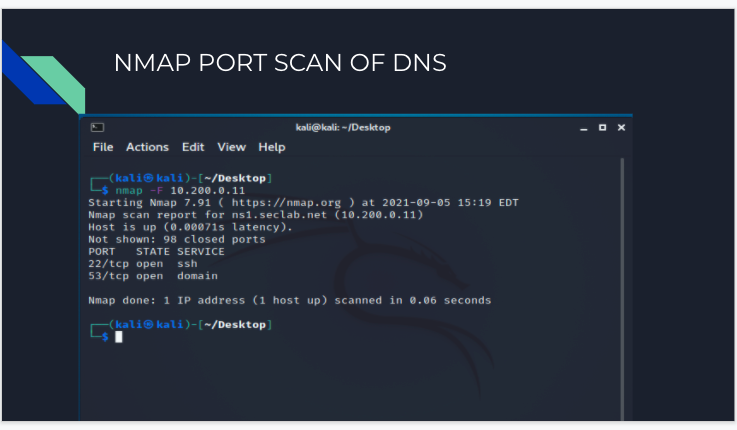 NMAP PORT SCAN OF DNS
kali@kali: ~/Desktop
File Actions Edit View Help
┌──(kali㉿kali)-[~/Desktop]
└─$ nmap -F 10.200.0.11
Starting Nmap 7.91 ( https://nmap.org ) at 2021-09-05 15:19 EDT
Nmap scan report for ns1.seclab.net (10.200.0.11)
Host is up (0.00071s latency).
Not shown: 98 closed ports
PORT   STATE SERVICE
22/tcp open  ssh
53/tcp open  domain
Nmap done: 1 IP address (1 host up) scanned in 0.06 seconds
┌──(kali㉿kali)-[~/Desktop]
└─$